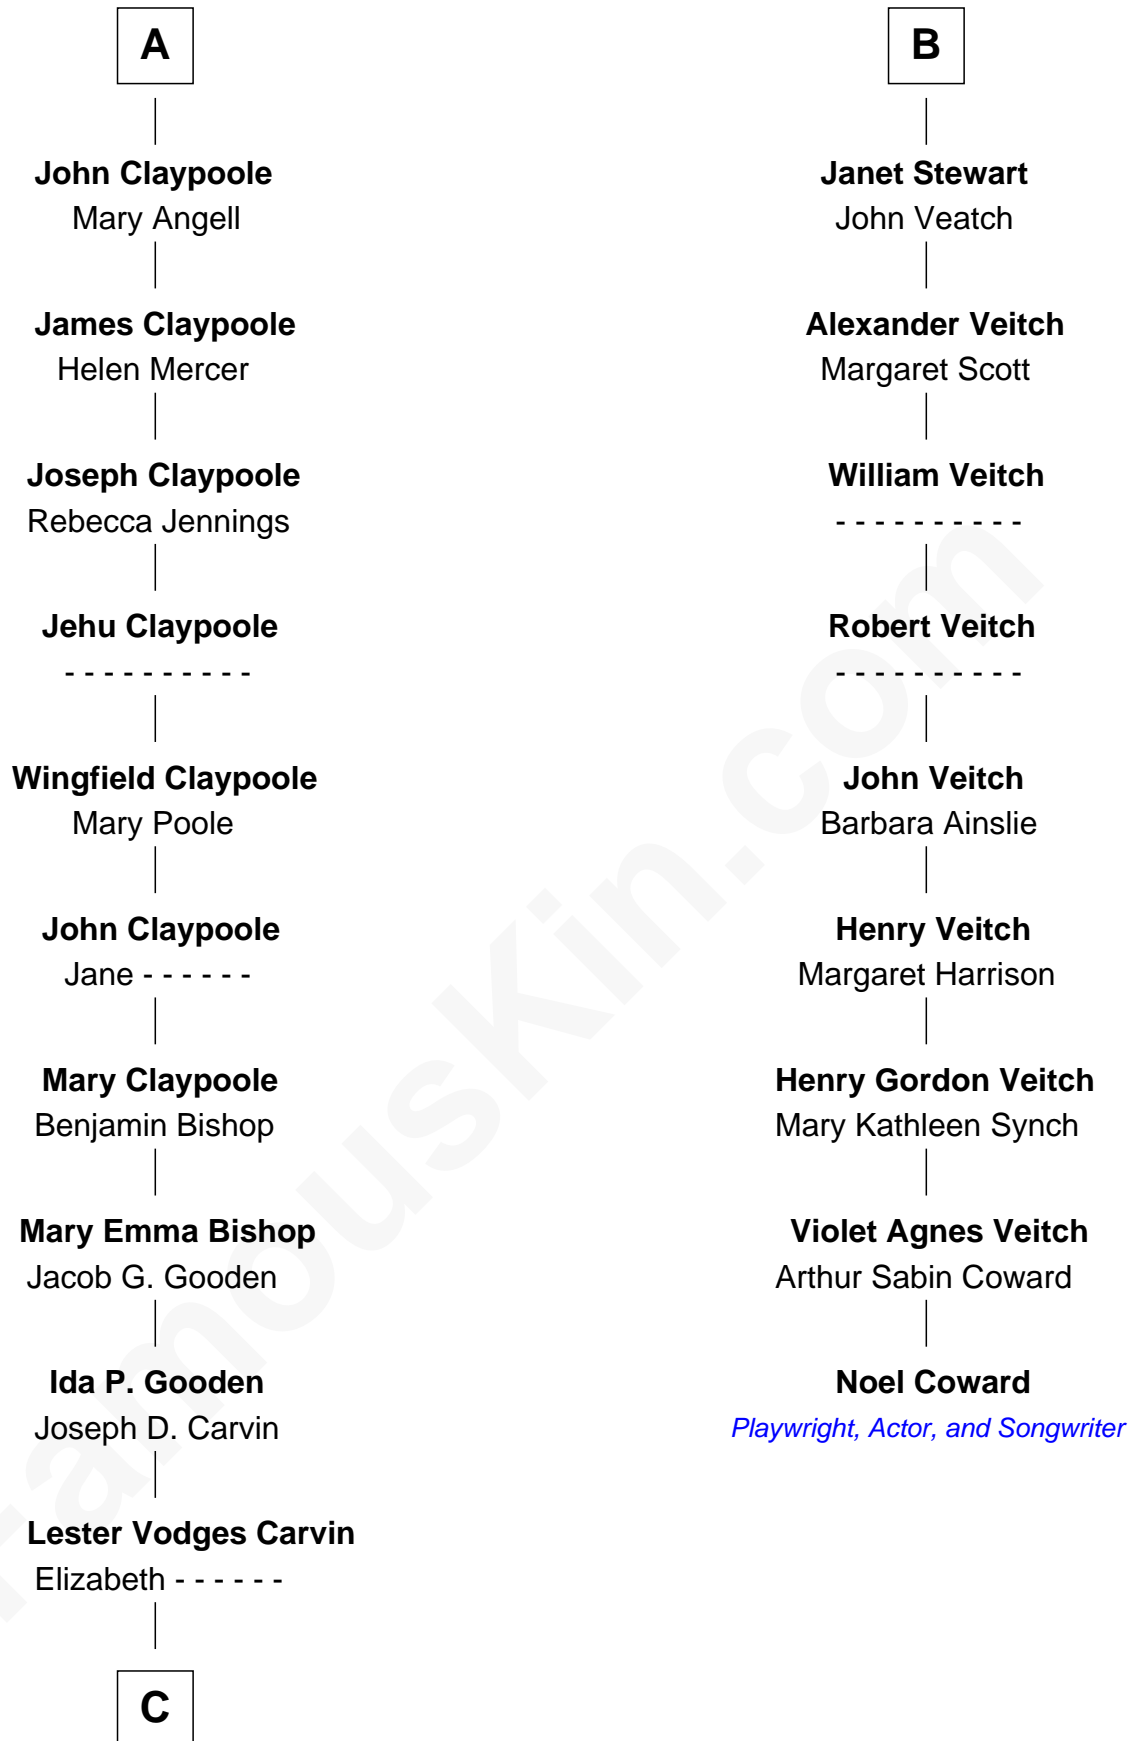 A
John Claypoole
Mary Angell
James Claypoole
Helen Mercer
Joseph Claypoole
Rebecca Jennings
Jehu Claypoole
- - - - - - - - - -
Wingfield Claypoole
Mary Poole
John Claypoole
Jane - - - - - -
Mary Claypoole
Benjamin Bishop
Mary Emma Bishop
Jacob G. Gooden
Ida P. Gooden
Joseph D. Carvin
Lester Vodges Carvin
Elizabeth - - - - - -
C
B
Janet Stewart
John Veatch
Alexander Veitch
Margaret Scott
William Veitch
- - - - - - - - - -
Robert Veitch
- - - - - - - - - -
John Veitch
Barbara Ainslie
Henry Veitch
Margaret Harrison
Henry Gordon Veitch
Mary Kathleen Synch
Violet Agnes Veitch
Arthur Sabin Coward
Noel Coward
Playwright, Actor, and Songwriter
FamousKin.com